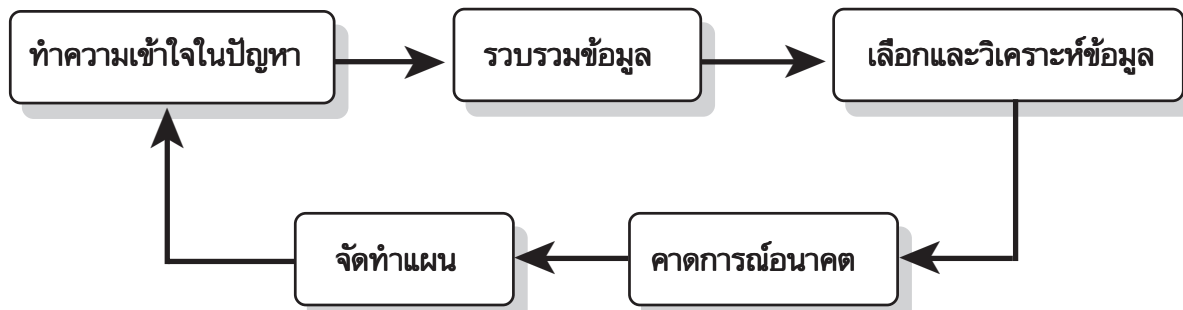 ทำความเข้าใจในปัญหา
รวบรวมข้อมูล
เลือกและวิเคราะห์ข้อมูล
คาดการณ์อนาคต
จัดทำแผน